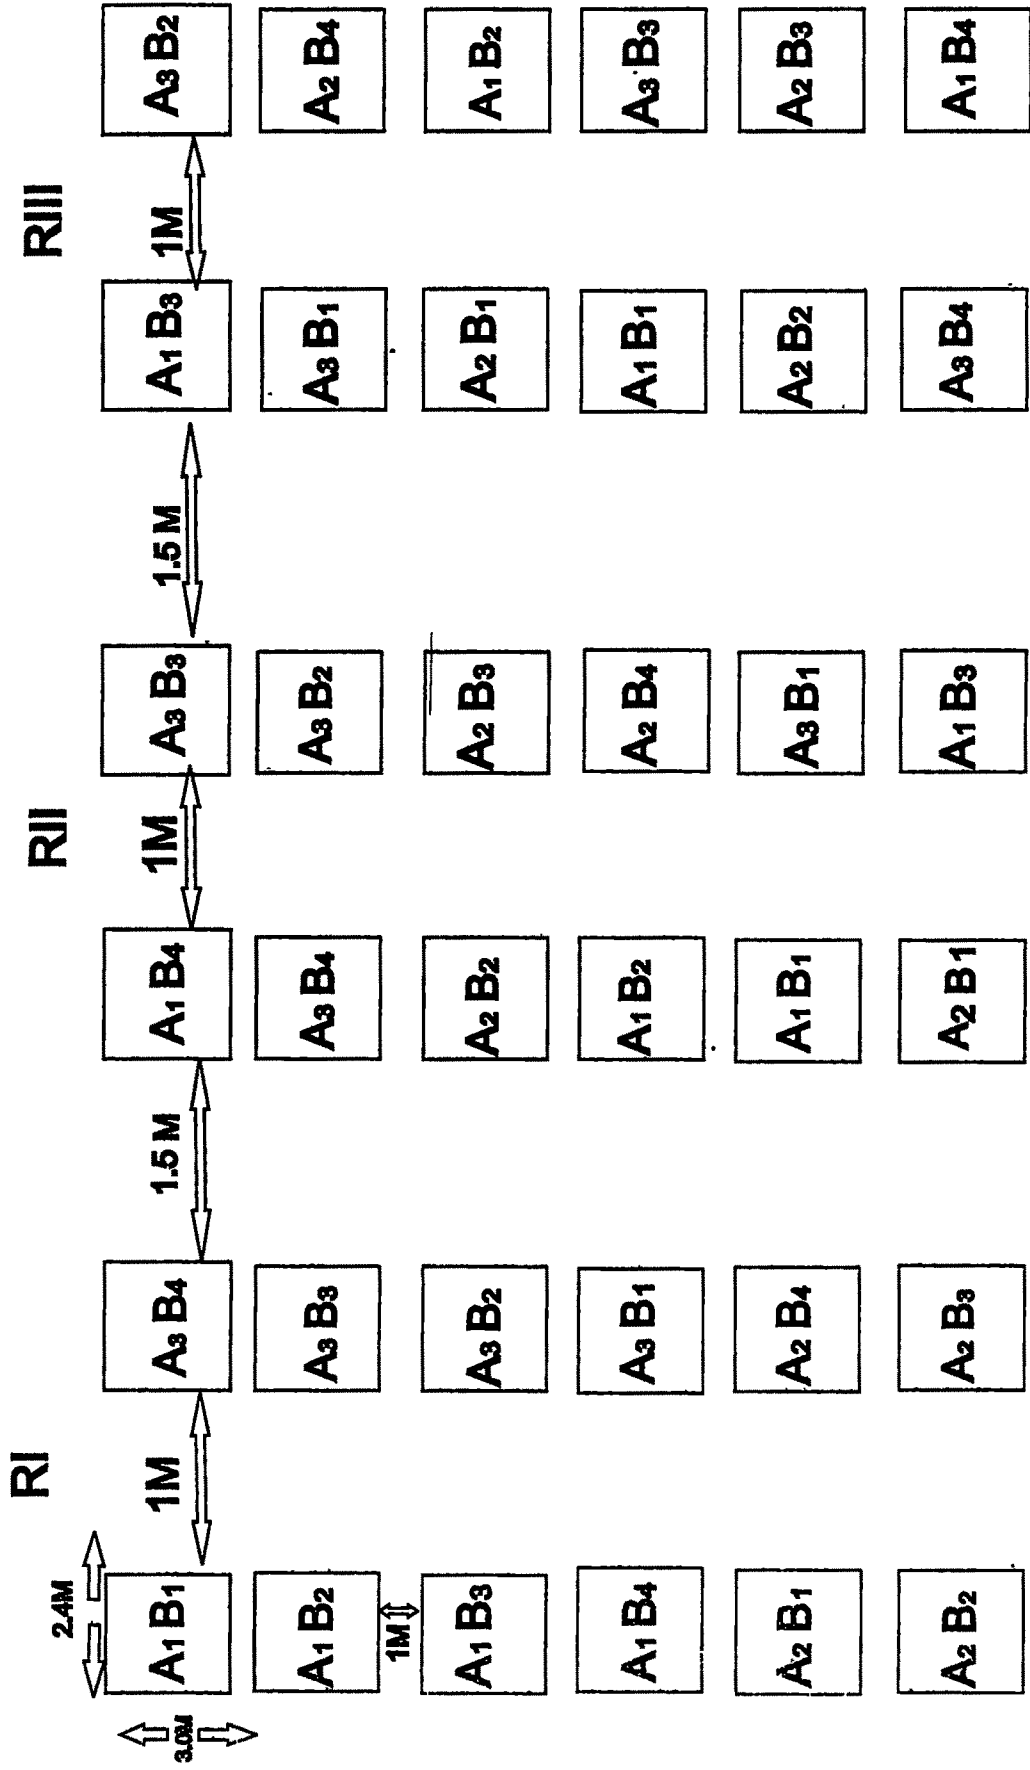 RI RII RIII
2.4M
3.0M A1 B1 1M A3 B4 1.5 M A1 B4 1M A3 B3 1.5 M A1 B3 1M A3 B2
A1 B2 A3 B3 A3 B4 A3 B2 A3 B1 A2 B4
1M
A1 B3 A3 B2 A2 B2 A2 B3 A2 B1 A1 B2
A1 B4 A3 B1 A1 B2 A2 B4 A1 B1 A3 B3
A2 B1 A2 B4 A1 B1 A3 B1 A2 B2 A2 B3
A2 B2 A2 B3 A2 B1 A1 B3 A3 B4 A1 B4